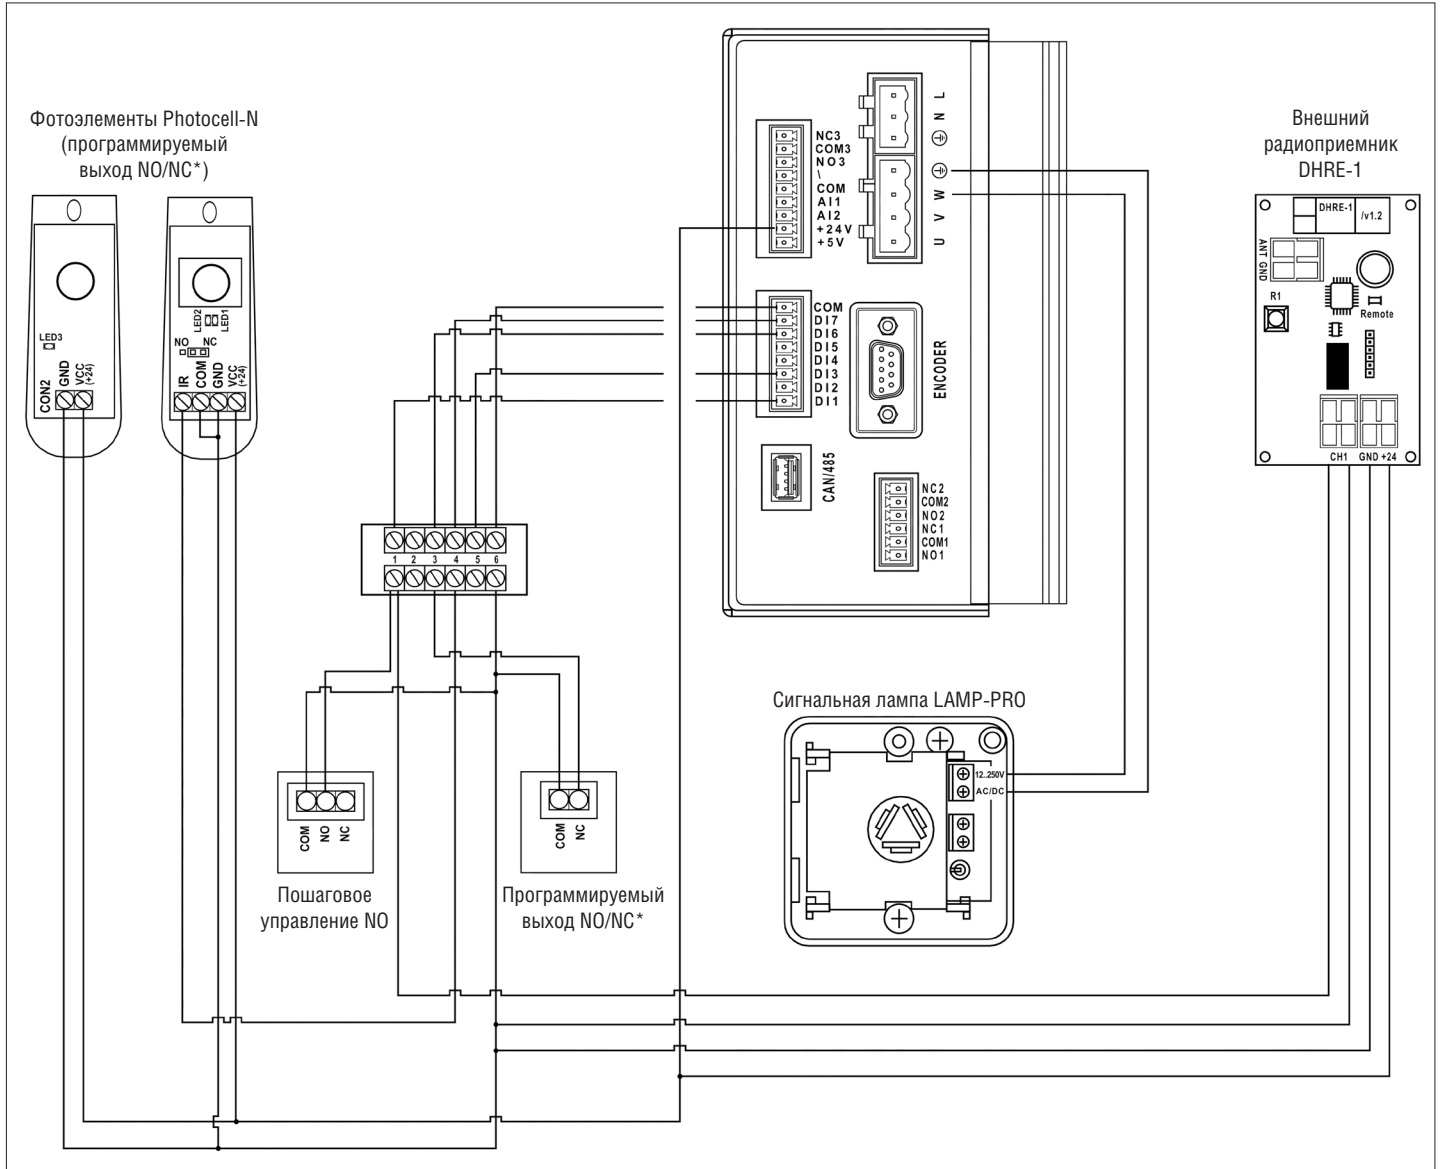 Фотоэлементы Photocell-N
(программируемый
выход NO/NC*)
LED3
CON2
GND
VCC
(+24)
LED2
LED1
NO
NC
IR
COM
GND
VCC
(+24)
NC3
COM3
NO3
\
COM
AI1
AI2
+24V
+5V
L
N
W
V
U
COM
DI7
DI6
DI5
DI4
DI3
DI2
DI1
ENCODER
CAN/485
NC2
COM2
NO2
NC1
COM1
NO1
Внешний
радиоприемник
DHRE-1
DHRE-1
/v1.2
ANT GND
R1
Remote
CH1
GND +24
1 2 3 4 5 6
Сигнальная лампа LAMP-PRO
12..250V
AC/DC
COM
NO
NC
Пошаговое
управление NO
COM
NC
Программируемый
выход NO/NC*